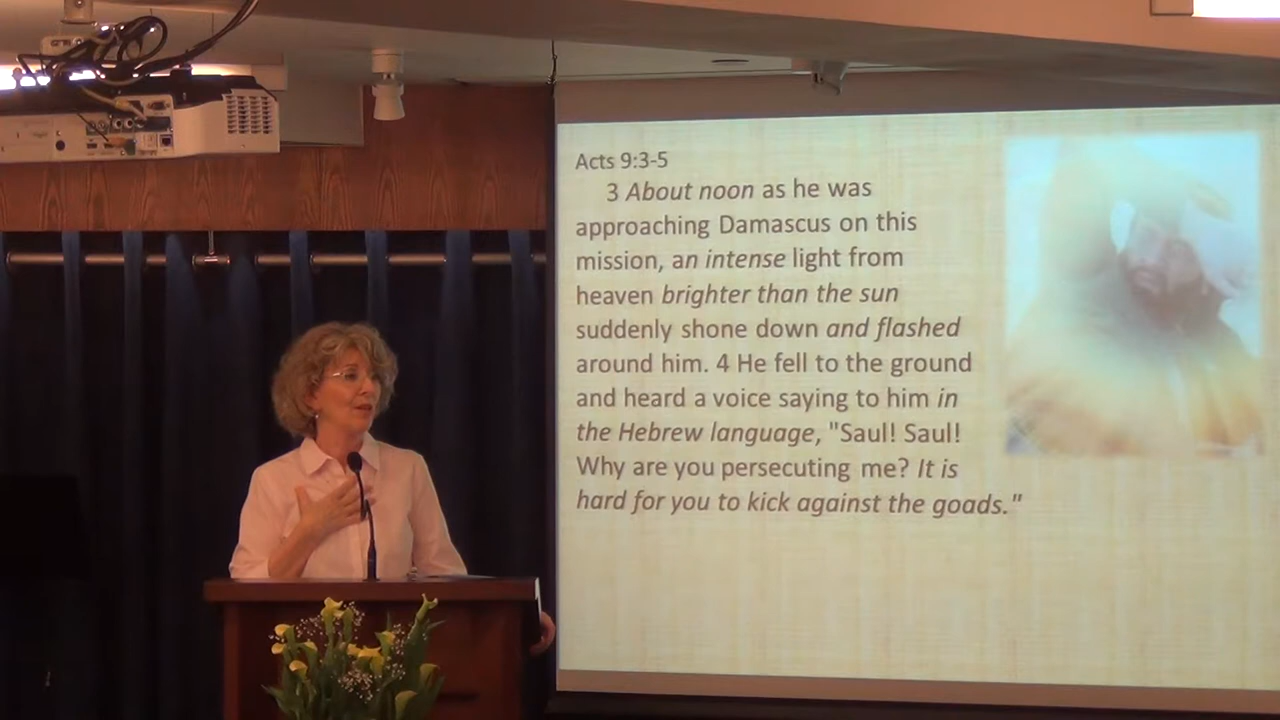 Acts 9:3-5
3 About noon as he was
approaching Damascus on this
mission, an intense light from
heaven brighter than the sun
suddenly shone down and flashed
around him. 4 He fell to the ground
and heard a voice saying to him in
the Hebrew language, "Saul! Saul!
Why are you persecuting me? It is
hard for you to kick against the goads."